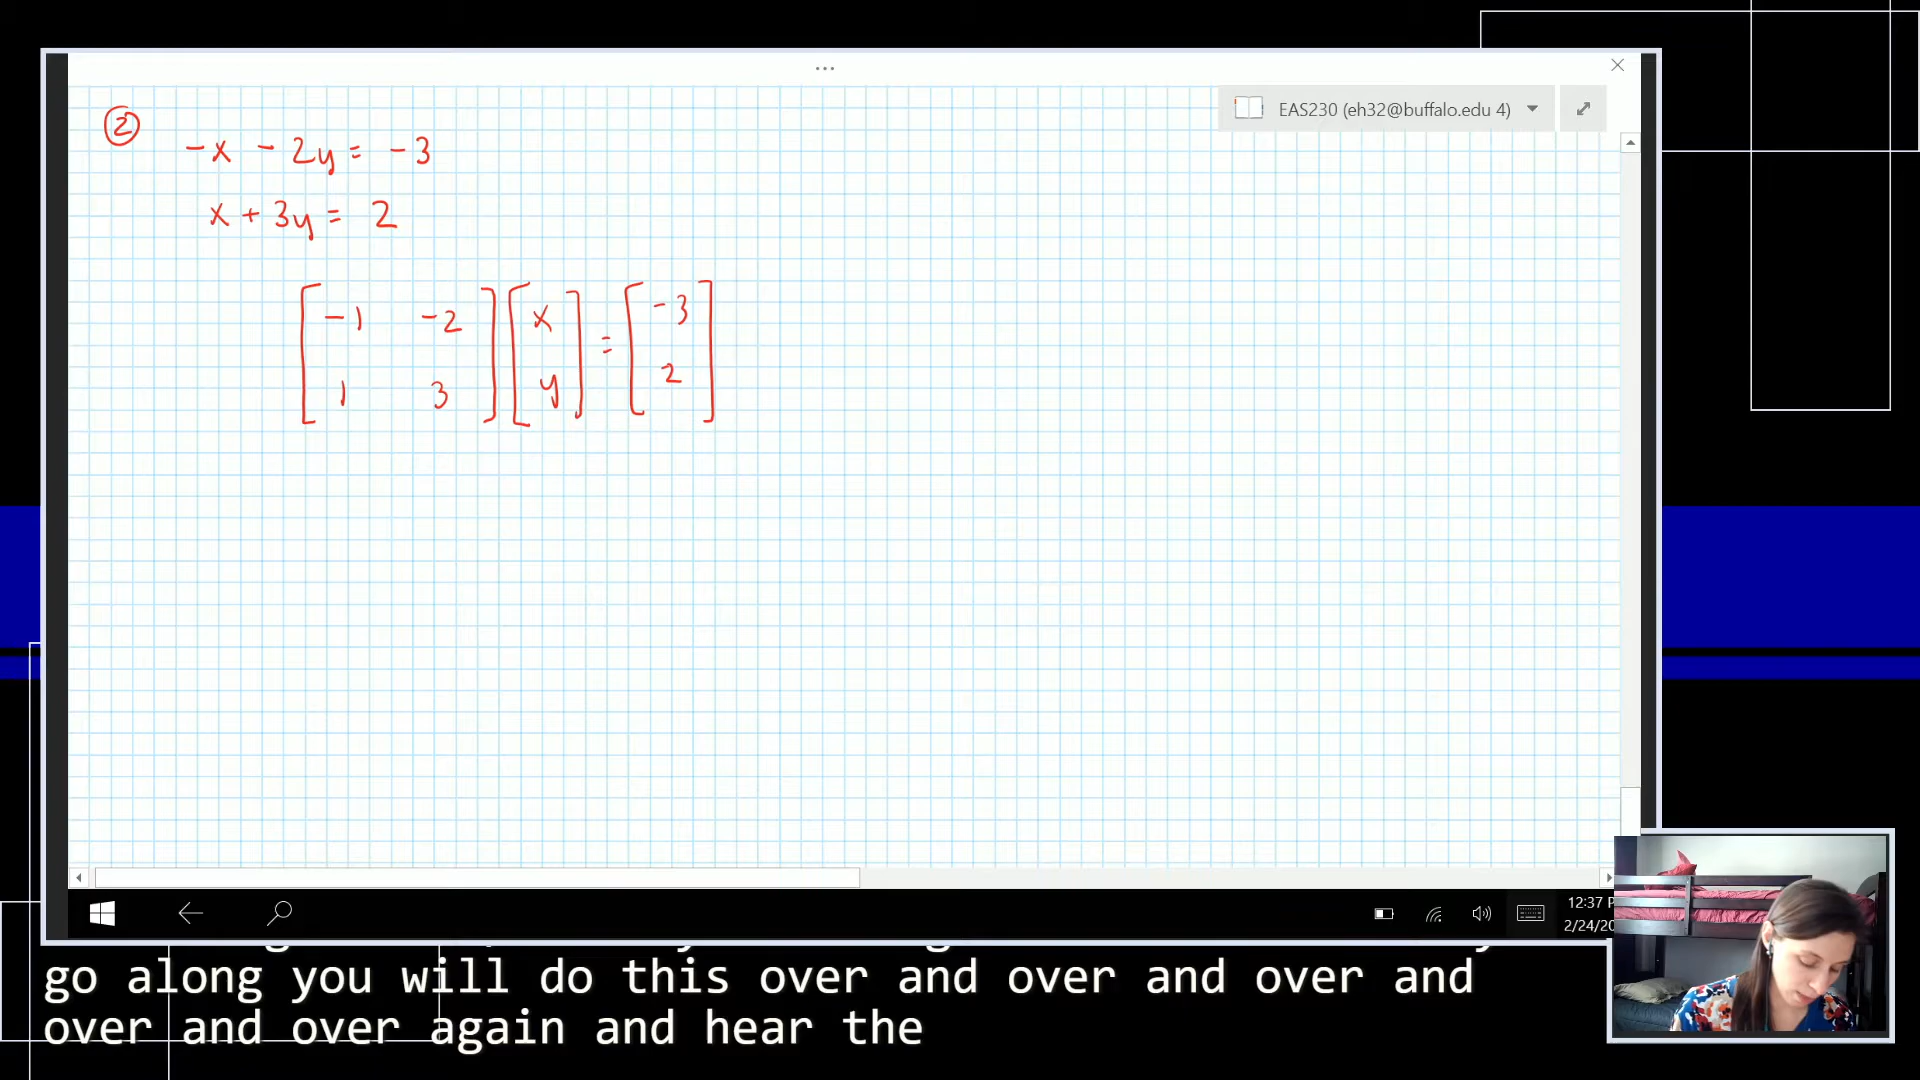 ...
EAS230 (eh32@buffalo.edu 4)
②
-x - 2y = -3
x + 3y = 2
[-1 -2] [x] = [-3]
[1 3] [y] [2]
12:37 P
2/24/20
go along you will do this over and over and over and
over and over again and hear the